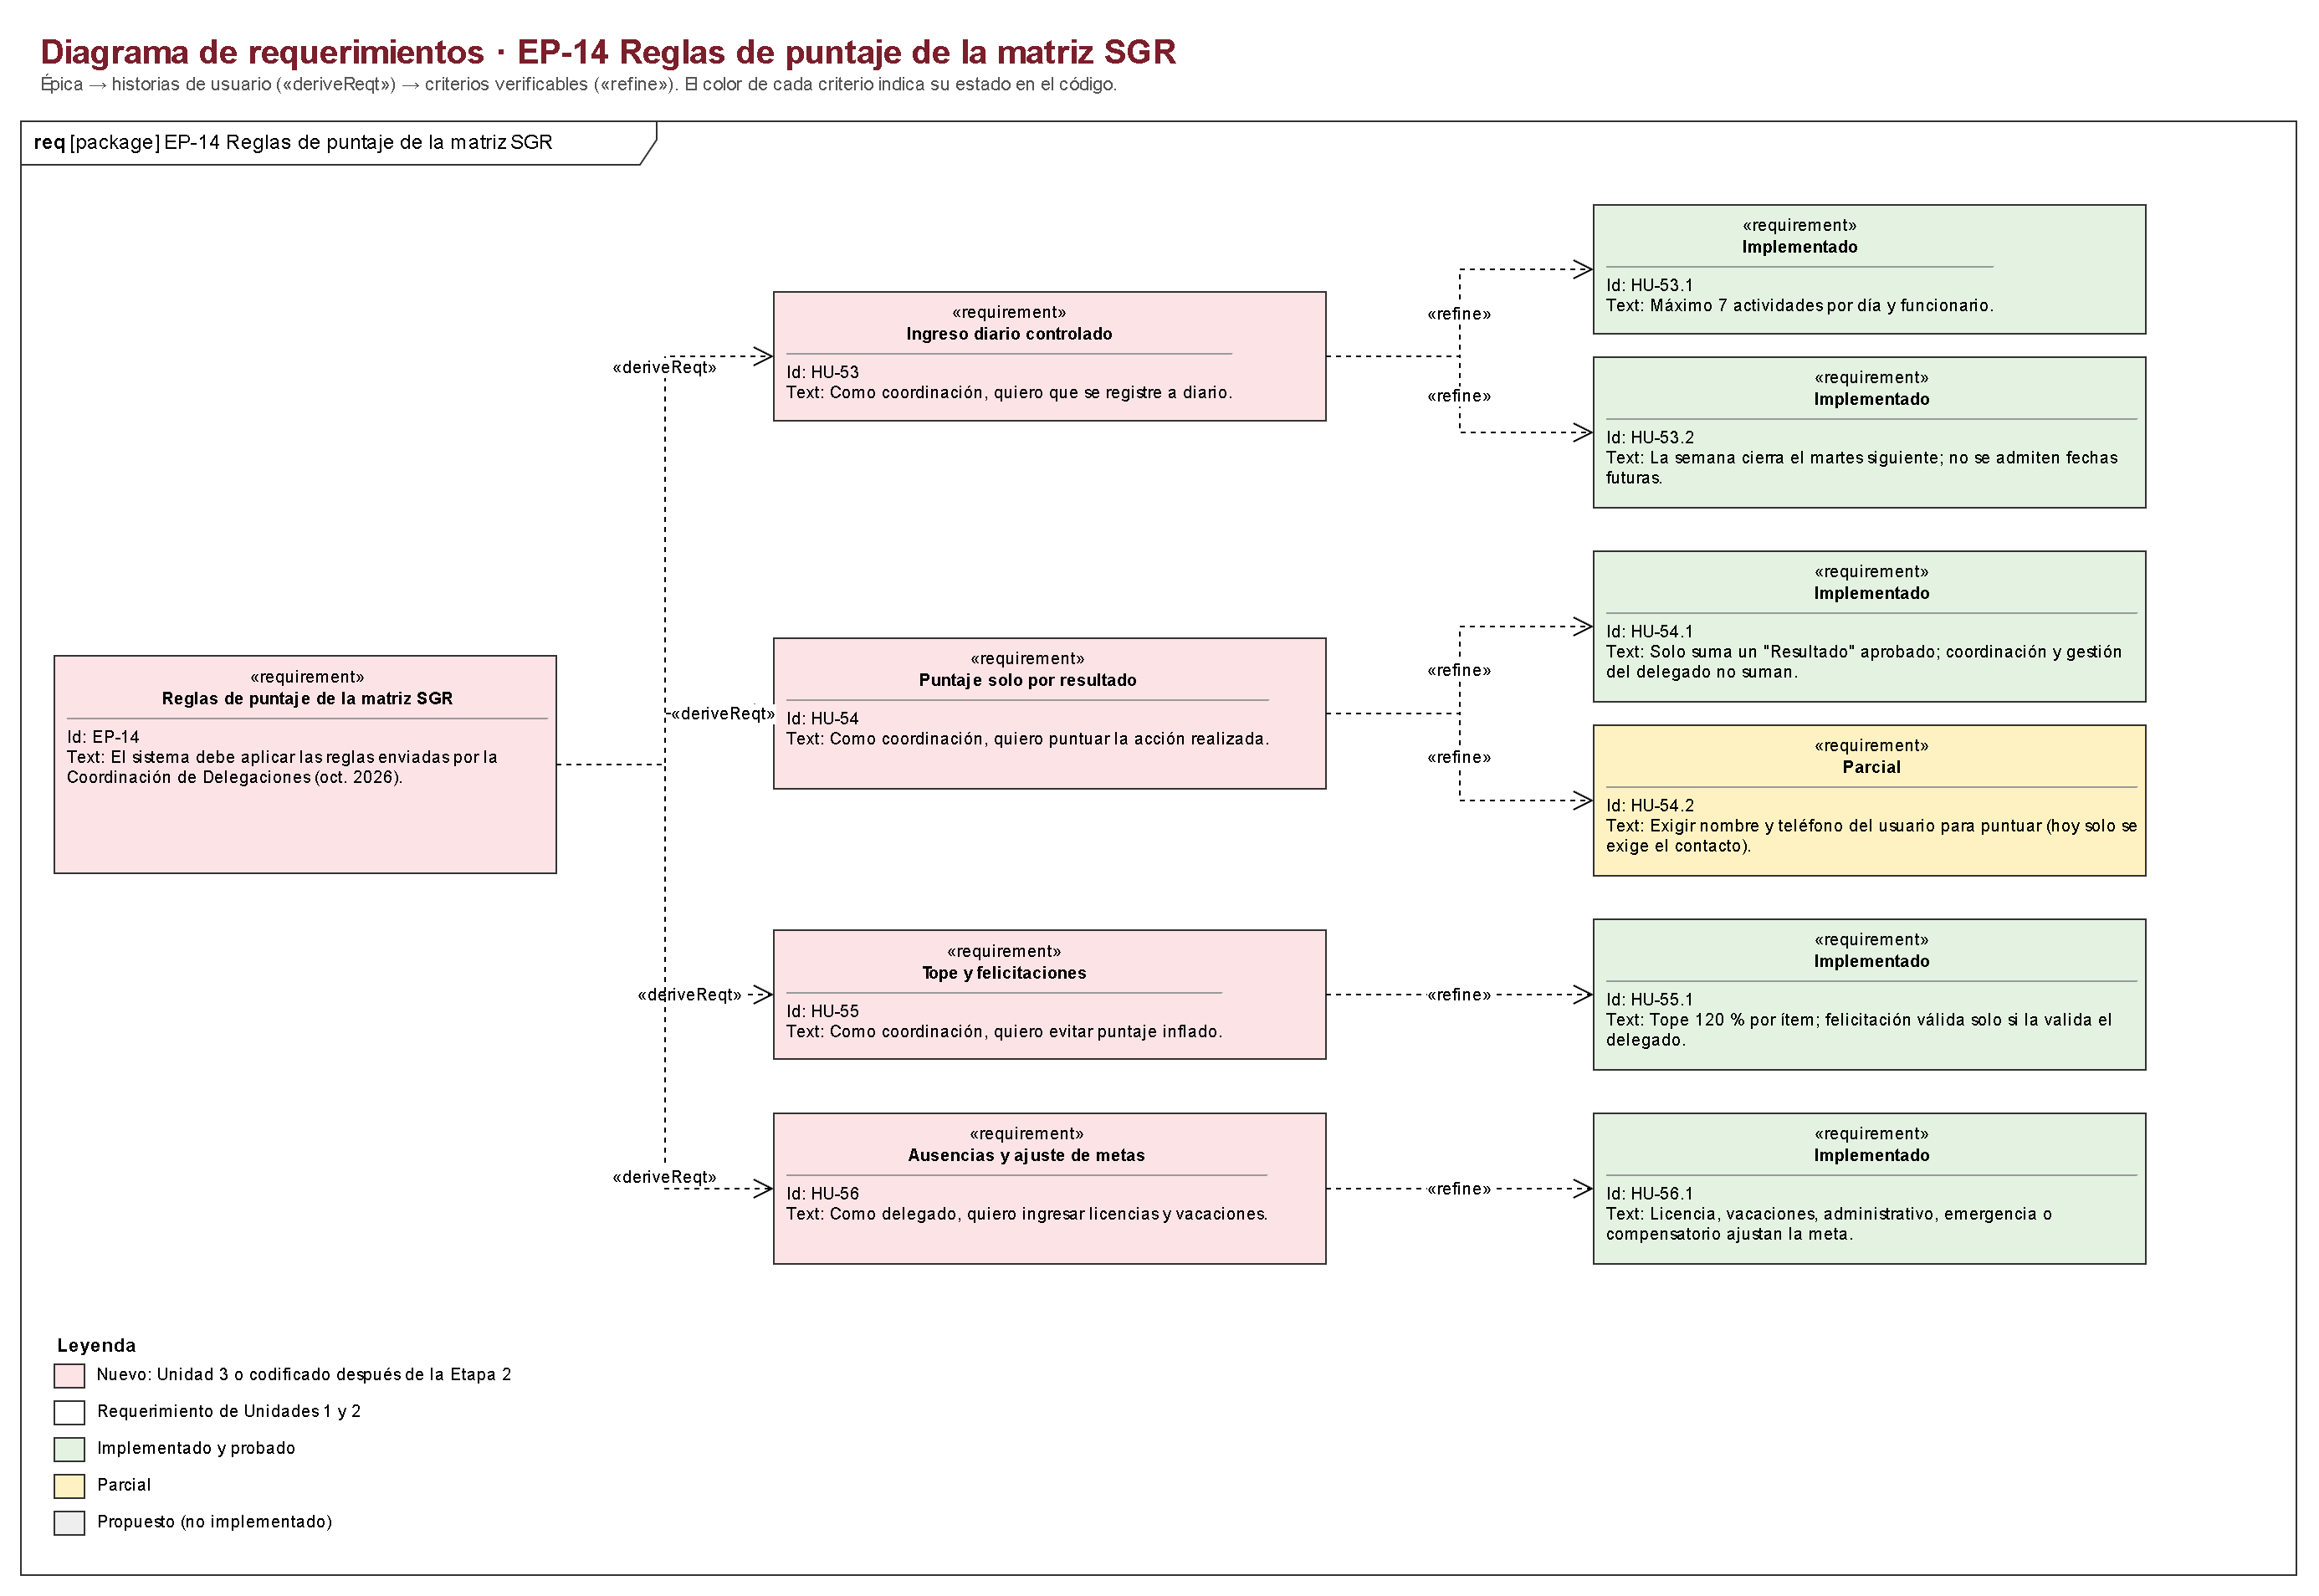 Diagrama de requerimientos · EP-14 Reglas de puntaje de la matriz SGR
Épica → historias de usuario («deriveReqt») → criterios verificables («refine»). El color de cada criterio indica su estado en el código.
req [package] EP-14 Reglas de puntaje de la matriz SGR
«requirement»
Reglas de puntaje de la matriz SGR
Id: EP-14
Text: El sistema debe aplicar las reglas enviadas por la
Coordinación de Delegaciones (oct. 2026).
«deriveReqt»
«deriveReqt»
«deriveReqt»
«deriveReqt»
«requirement»
Ingreso diario controlado
Id: HU-53
Text: Como coordinación, quiero que se registre a diario.
«refine»
«refine»
«requirement»
Implementado
Id: HU-53.1
Text: Máximo 7 actividades por día y funcionario.
«requirement»
Implementado
Id: HU-53.2
Text: La semana cierra el martes siguiente; no se admiten fechas
futuras.
«requirement»
Puntaje solo por resultado
Id: HU-54
Text: Como coordinación, quiero puntuar la acción realizada.
«refine»
«refine»
«requirement»
Implementado
Id: HU-54.1
Text: Solo suma un "Resultado" aprobado; coordinación y gestión
del delegado no suman.
«requirement»
Parcial
Id: HU-54.2
Text: Exigir nombre y teléfono del usuario para puntuar (hoy solo se
exige el contacto).
«requirement»
Tope y felicitaciones
Id: HU-55
Text: Como coordinación, quiero evitar puntaje inflado.
«refine»
«requirement»
Implementado
Id: HU-55.1
Text: Tope 120 % por ítem; felicitación válida solo si la valida el
delegado.
«requirement»
Ausencias y ajuste de metas
Id: HU-56
Text: Como delegado, quiero ingresar licencias y vacaciones.
«refine»
«requirement»
Implementado
Id: HU-56.1
Text: Licencia, vacaciones, administrativo, emergencia o
compensatorio ajustan la meta.
Leyenda
Nuevo: Unidad 3 o codificado después de la Etapa 2
Requerimiento de Unidades 1 y 2
Implementado y probado
Parcial
Propuesto (no implementado)